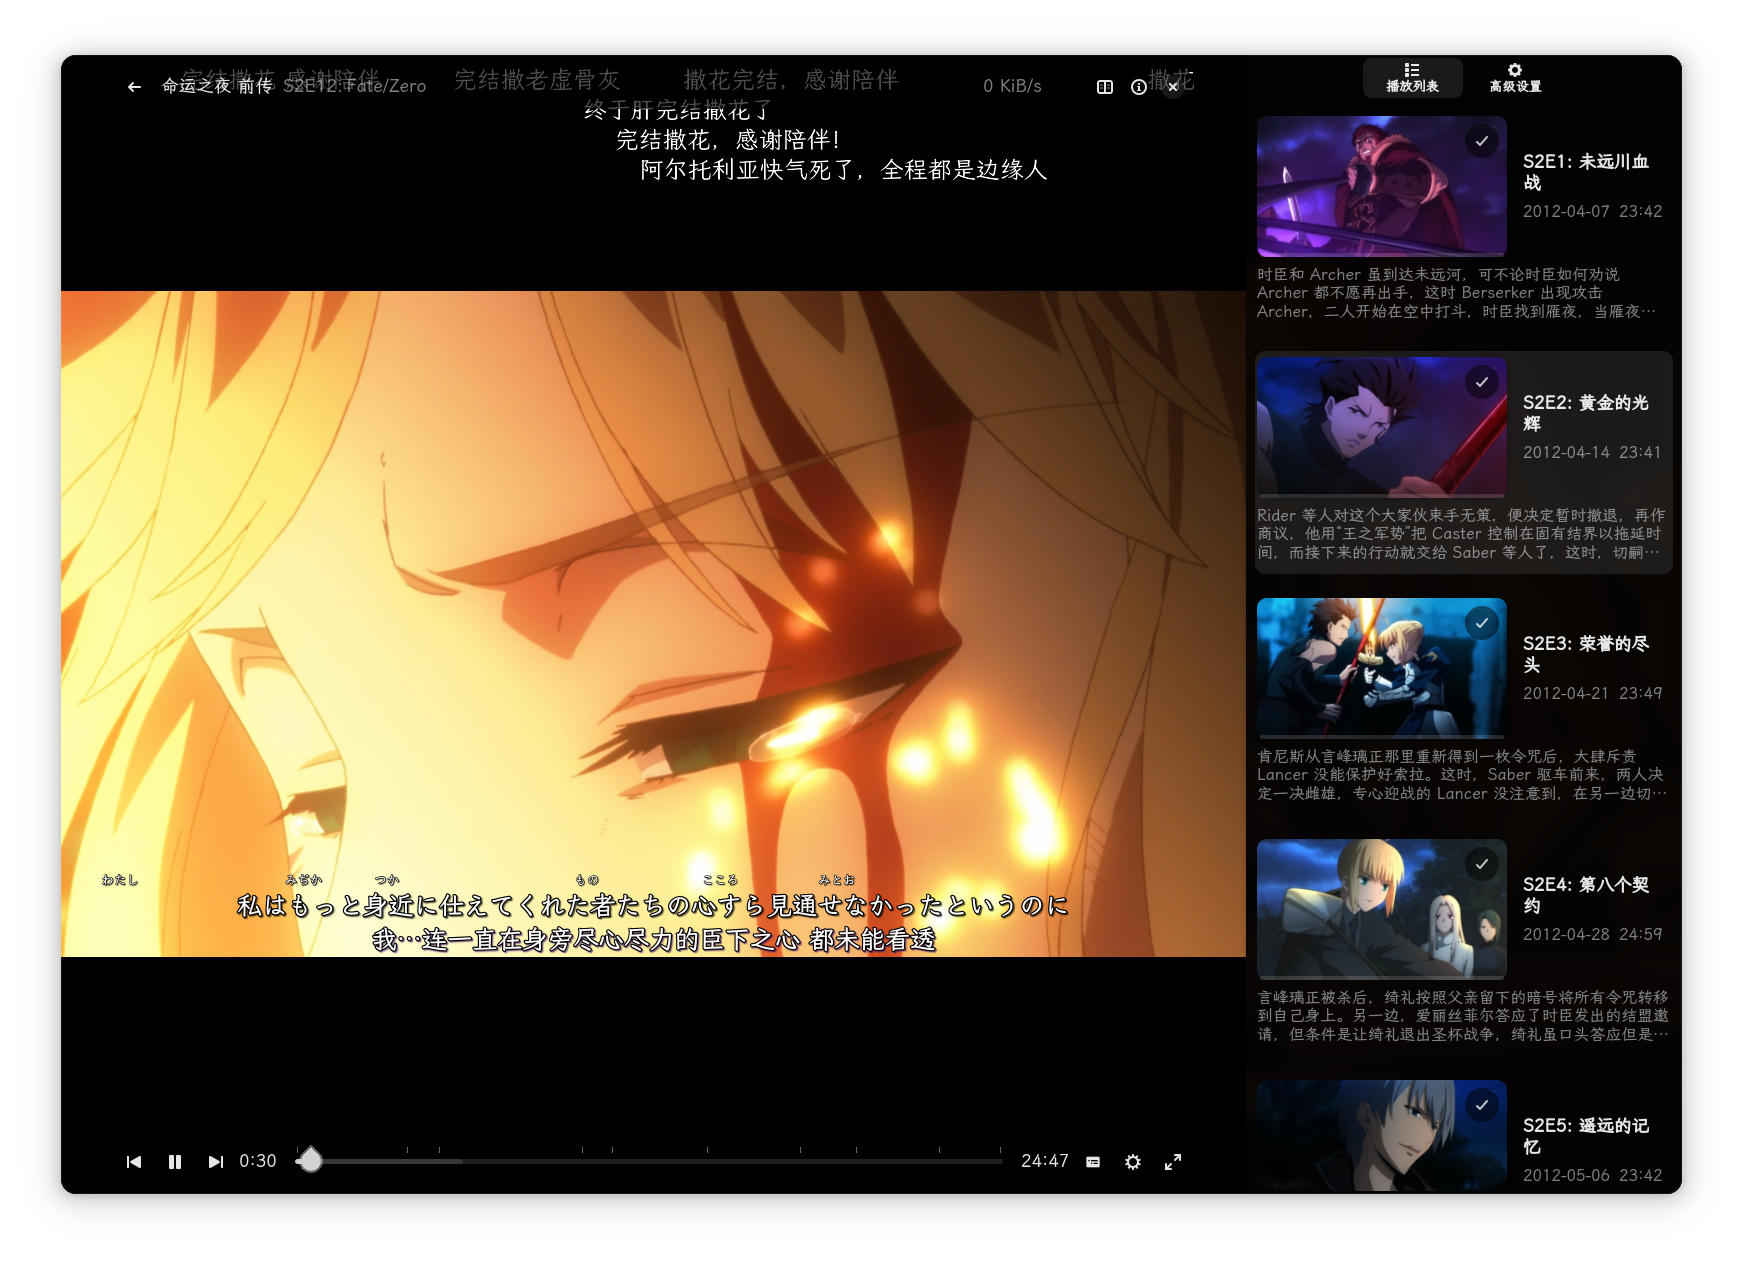 命运之夜 前传 S2E12: Fate/Zero
完结撒花 感谢陪伴
完结撒老虚骨灰
撒花完结，感谢陪伴
0 KiB/s
撒花
终于肝完结撒花了
完结撒花，感谢陪伴！
阿尔托利亚快气死了，全程都是边缘人
わたし みぢか つか もの こころ みとお
私はもっと身近に仕えてくれた者たちの心すら見通せなかったというのに
我…连一直在身旁尽心尽力的臣下之心 都未能看透
0:30
24:47
播放列表
高级设置
S2E1: 未远川血
战
2012-04-07 23:42
时臣和 Archer 虽到达未远河，可不论时臣如何劝说
Archer 都不愿再出手，这时 Berserker 出现攻击
Archer，二人开始在空中打斗，时臣找到雁夜，当雁夜…
S2E2: 黄金的光
辉
2012-04-14 23:41
Rider 等人对这个大家伙束手无策，便决定暂时撤退，再作
商议，他用“王之军势”把 Caster 控制在固有结界以拖延时
间，而接下来的行动就交给 Saber 等人了，这时，切嗣…
S2E3: 荣誉的尽
头
2012-04-21 23:49
肯尼斯从言峰璃正那里重新得到一枚令咒后，大肆斥责
Lancer 没能保护好索拉。这时，Saber 驱车前来，两人决
定一决雌雄，专心迎战的 Lancer 没注意到，在另一边切…
S2E4: 第八个契
约
2012-04-28 24:59
言峰璃正被杀后，绮礼按照父亲留下的暗号将所有令咒转移
到自己身上。另一边，爱丽丝菲尔答应了时臣发出的结盟邀
请，但条件是让绮礼退出圣杯战争，绮礼虽口头答应但是…
S2E5: 遥远的记
忆
2012-05-06 23:42